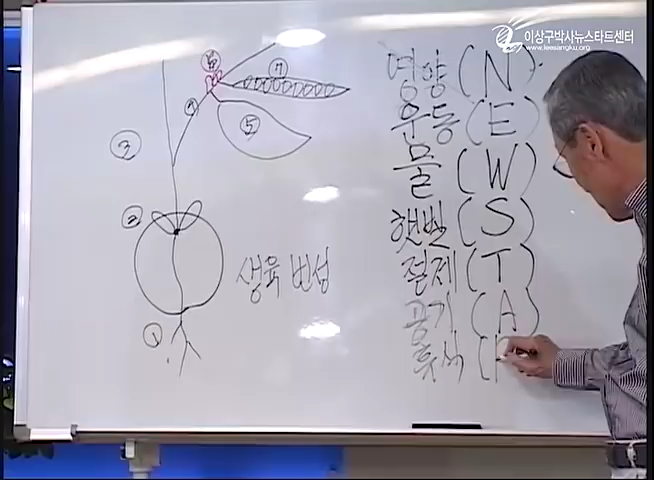 이상구박사뉴스타트센터
www.leesangku.org
영양 (N)
운동 (E)
물 (W)
햇빛 (S)
절제 (T)
공기 (A)
휴식 (
생육 번성
⑥
⑦
④
⑤
③
②
①